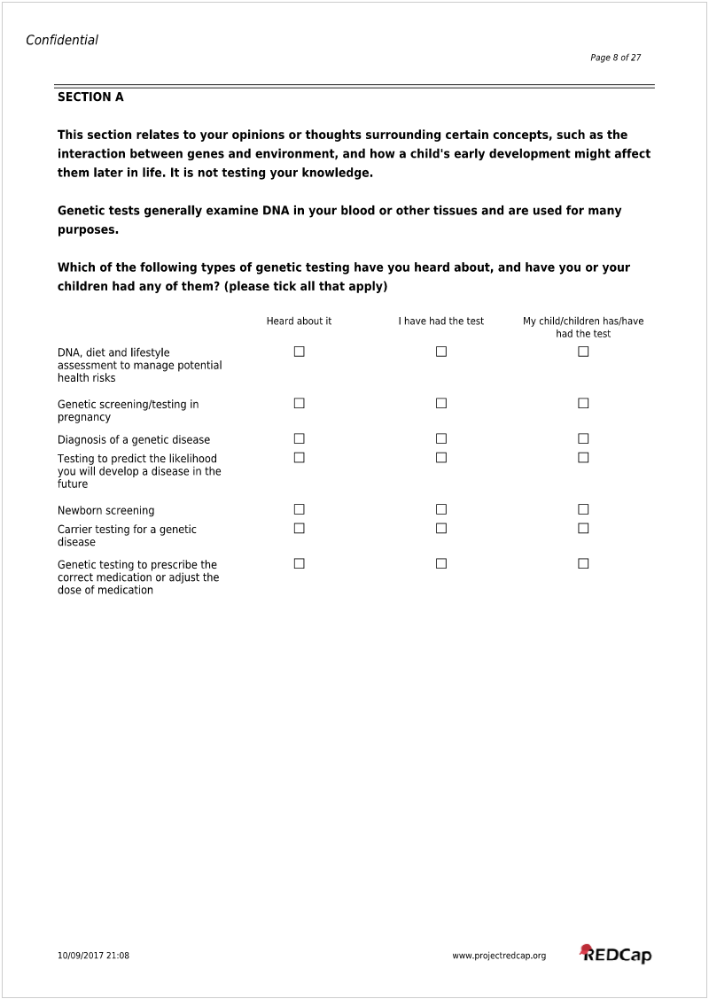 Confidential
Page 8 of 27
SECTION A
This section relates to your opinions or thoughts surrounding certain concepts, such as the
interaction between genes and environment, and how a child's early development might affect
them later in life. It is not testing your knowledge.
Genetic tests generally examine DNA in your blood or other tissues and are used for many
purposes.
Which of the following types of genetic testing have you heard about, and have you or your
children had any of them? (please tick all that apply)
Heard about it
I have had the test
My child/children has/have
had the test
DNA, diet and lifestyle
assessment to manage potential
health risks
Genetic screening/testing in
pregnancy
Diagnosis of a genetic disease
Testing to predict the likelihood
you will develop a disease in the
future
Newborn screening
Carrier testing for a genetic
disease
Genetic testing to prescribe the
correct medication or adjust the
dose of medication
10/09/2017 21:08
www.projectredcap.org
REDCap